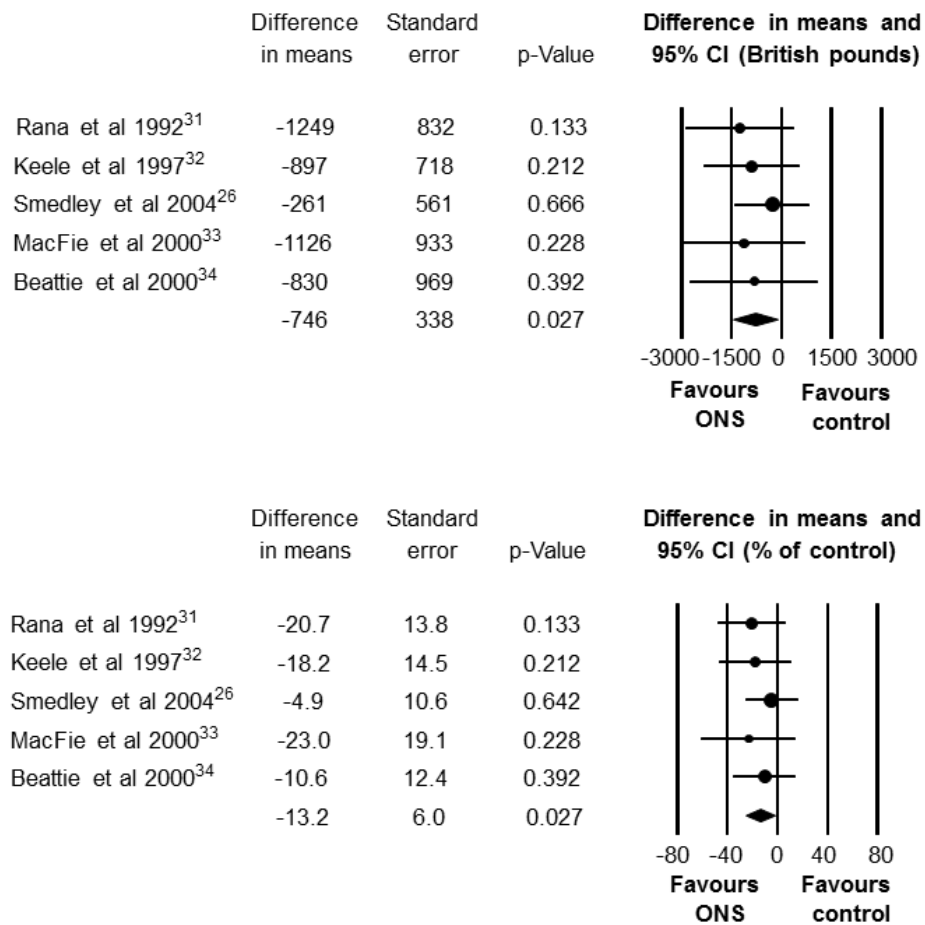 Difference Standard Difference in means and
in means error p-Value 95% CI (British pounds)
Rana et al 1992³¹ -1249 832 0.133
Keele et al 1997³² -897 718 0.212
Smedley et al 2004²⁶ -261 561 0.666
MacFie et al 2000³³ -1126 933 0.228
Beattie et al 2000³⁴ -830 969 0.392
-746 338 0.027
-3000 -1500 0 1500 3000
Favours Favours
ONS control
Difference Standard Difference in means and
in means error p-Value 95% CI (% of control)
Rana et al 1992³¹ -20.7 13.8 0.133
Keele et al 1997³² -18.2 14.5 0.212
Smedley et al 2004²⁶ -4.9 10.6 0.642
MacFie et al 2000³³ -23.0 19.1 0.228
Beattie et al 2000³⁴ -10.6 12.4 0.392
-13.2 6.0 0.027
-80 -40 0 40 80
Favours Favours
ONS control